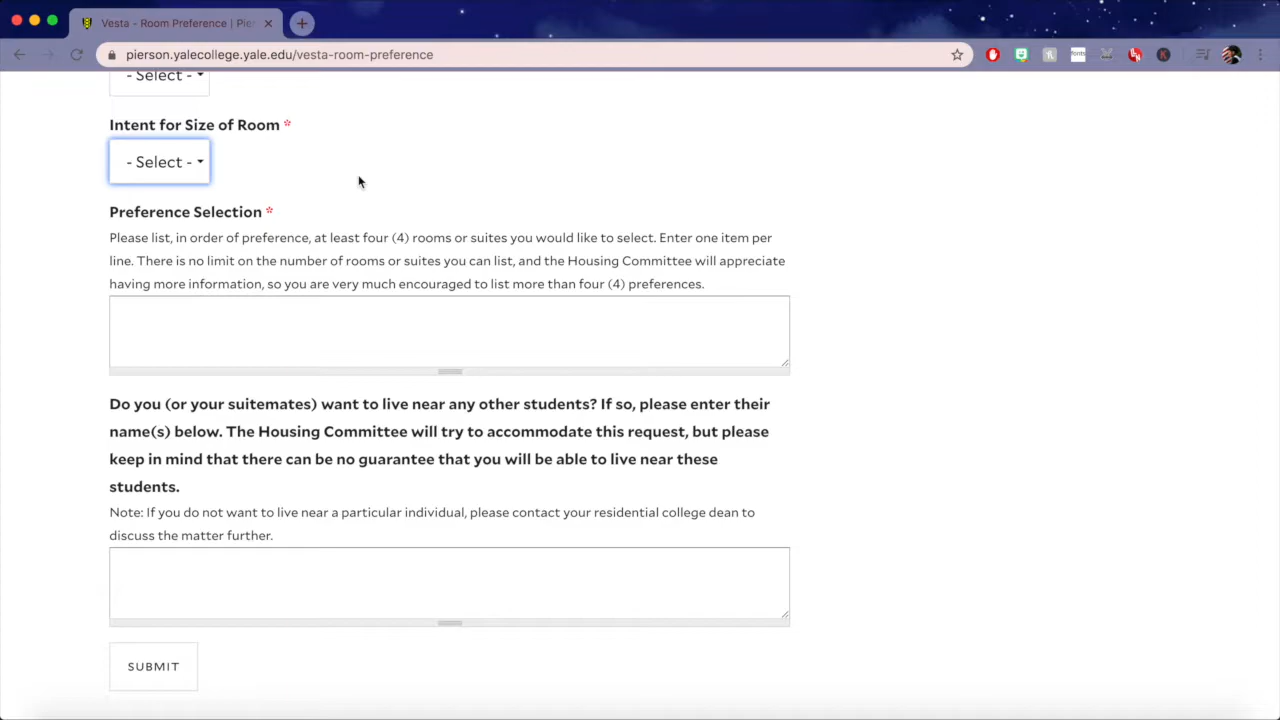 Vesta - Room Preference | Pier
pierson.yalecollege.yale.edu/vesta-room-preference
- Select -
Intent for Size of Room *
- Select -
Preference Selection *
Please list, in order of preference, at least four (4) rooms or suites you would like to select. Enter one item per
line. There is no limit on the number of rooms or suites you can list, and the Housing Committee will appreciate
having more information, so you are very much encouraged to list more than four (4) preferences.
Do you (or your suitemates) want to live near any other students? If so, please enter their
name(s) below. The Housing Committee will try to accommodate this request, but please
keep in mind that there can be no guarantee that you will be able to live near these
students.
Note: If you do not want to live near a particular individual, please contact your residential college dean to
discuss the matter further.
SUBMIT